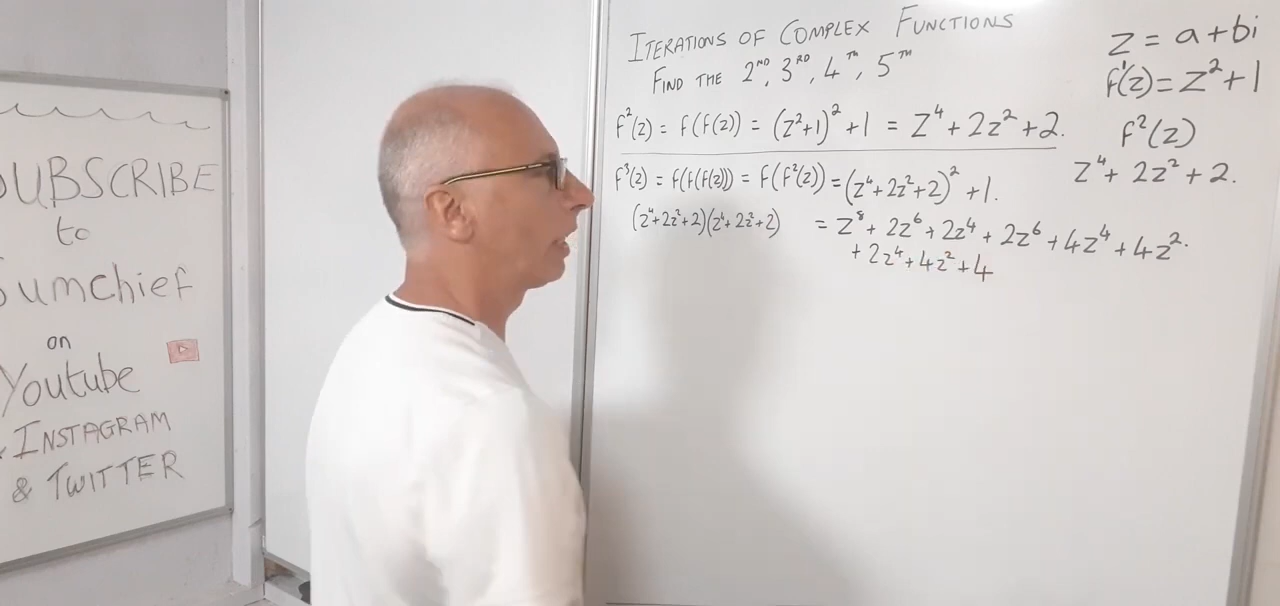 SUBSCRIBE
to
Sumchief
on
Youtube
INSTAGRAM
& TWITTER
ITERATIONS OF COMPLEX FUNCTIONS
FIND THE 2ND, 3RD, 4TH, 5TH
f²(z) = f(f(z)) = (z²+1)² + 1 = z⁴ + 2z² + 2.
f³(z) = f(f(f(z))) = f(f²(z)) = (z⁴+2z²+2)² + 1.
(z⁴+2z²+2)(z⁴+2z²+2) = z⁸ + 2z⁶ + 2z⁴ + 2z⁶ + 4z⁴ + 4z².
+ 2z⁴ + 4z² + 4
z = a + bi
f¹(z) = z² + 1
f²(z)
z⁴ + 2z² + 2.